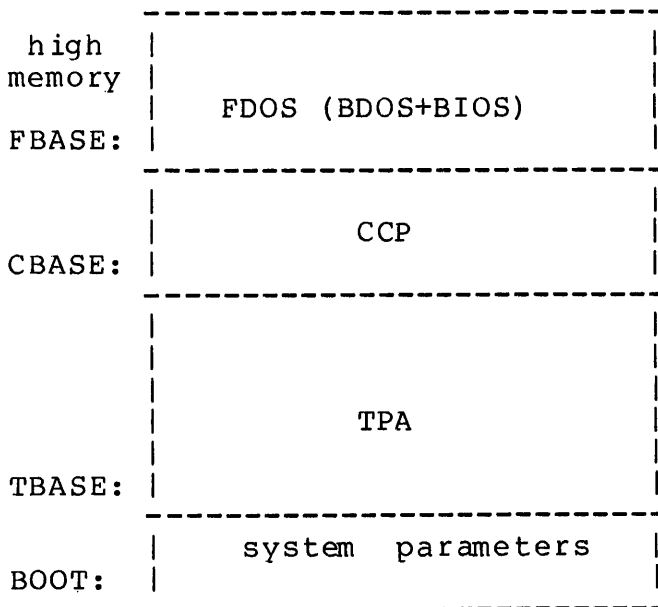 high
memory
FDOS (BDOS+BIOS)
FBASE:
CCP
CBASE:
TPA
TBASE:
system parameters
BOOT: